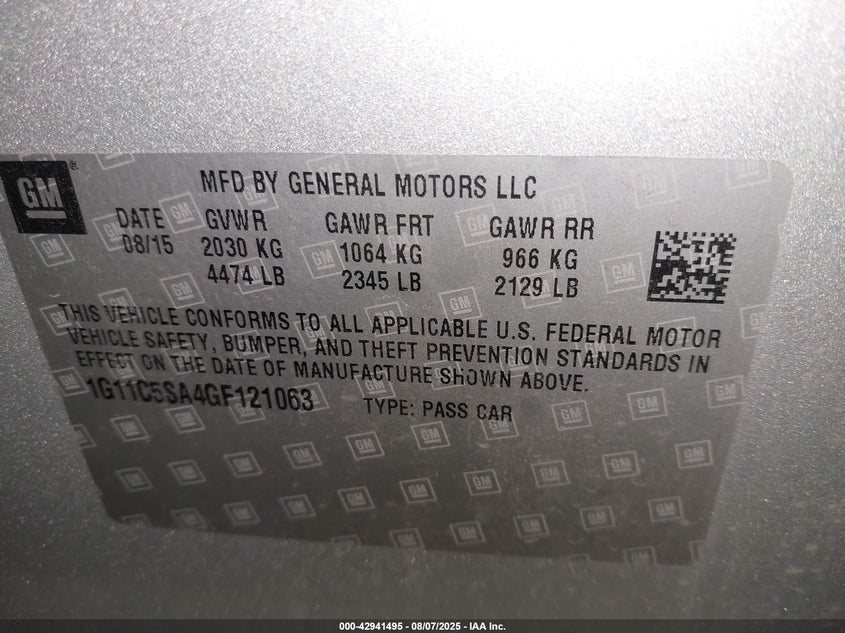 GM
MFD BY GENERAL MOTORS LLC
DATE GVWR GAWR FRT GAWR RR
08/15 2030 KG 1064 KG 966 KG
4474 LB 2345 LB 2129 LB
THIS VEHICLE CONFORMS TO ALL APPLICABLE U.S. FEDERAL MOTOR
VEHICLE SAFETY, BUMPER, AND THEFT PREVENTION STANDARDS IN
EFFECT ON THE DATE OF MANUFACTURE SHOWN ABOVE.
1G11C5SA4GF121063 TYPE: PASS CAR
000-42941495 - 08/07/2025 - IAA Inc.